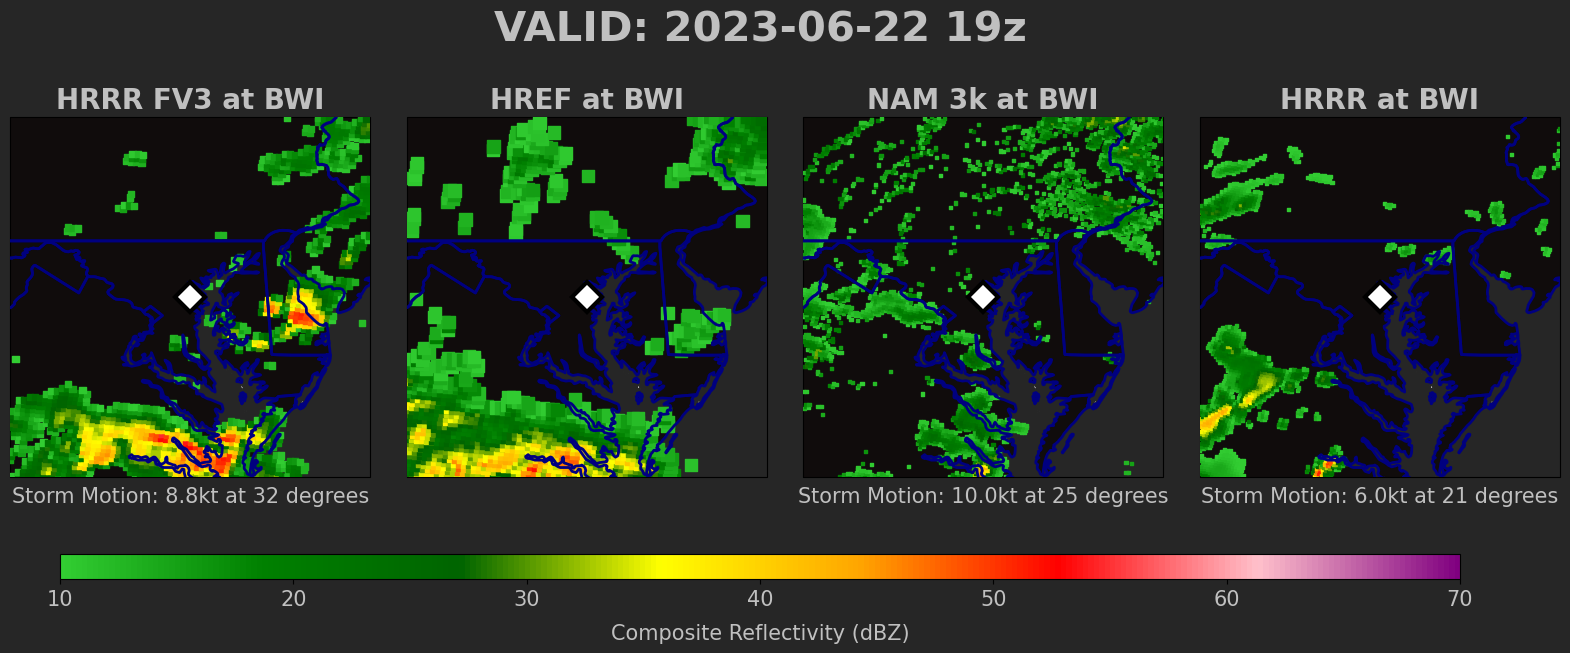 VALID: 2023-06-22 19z
HRRR FV3 at BWI
HREF at BWI
NAM 3k at BWI
HRRR at BWI
Storm Motion: 8.8kt at 32 degrees
Storm Motion: 10.0kt at 25 degrees
Storm Motion: 6.0kt at 21 degrees
10 20 30 40 50 60 70
Composite Reflectivity (dBZ)